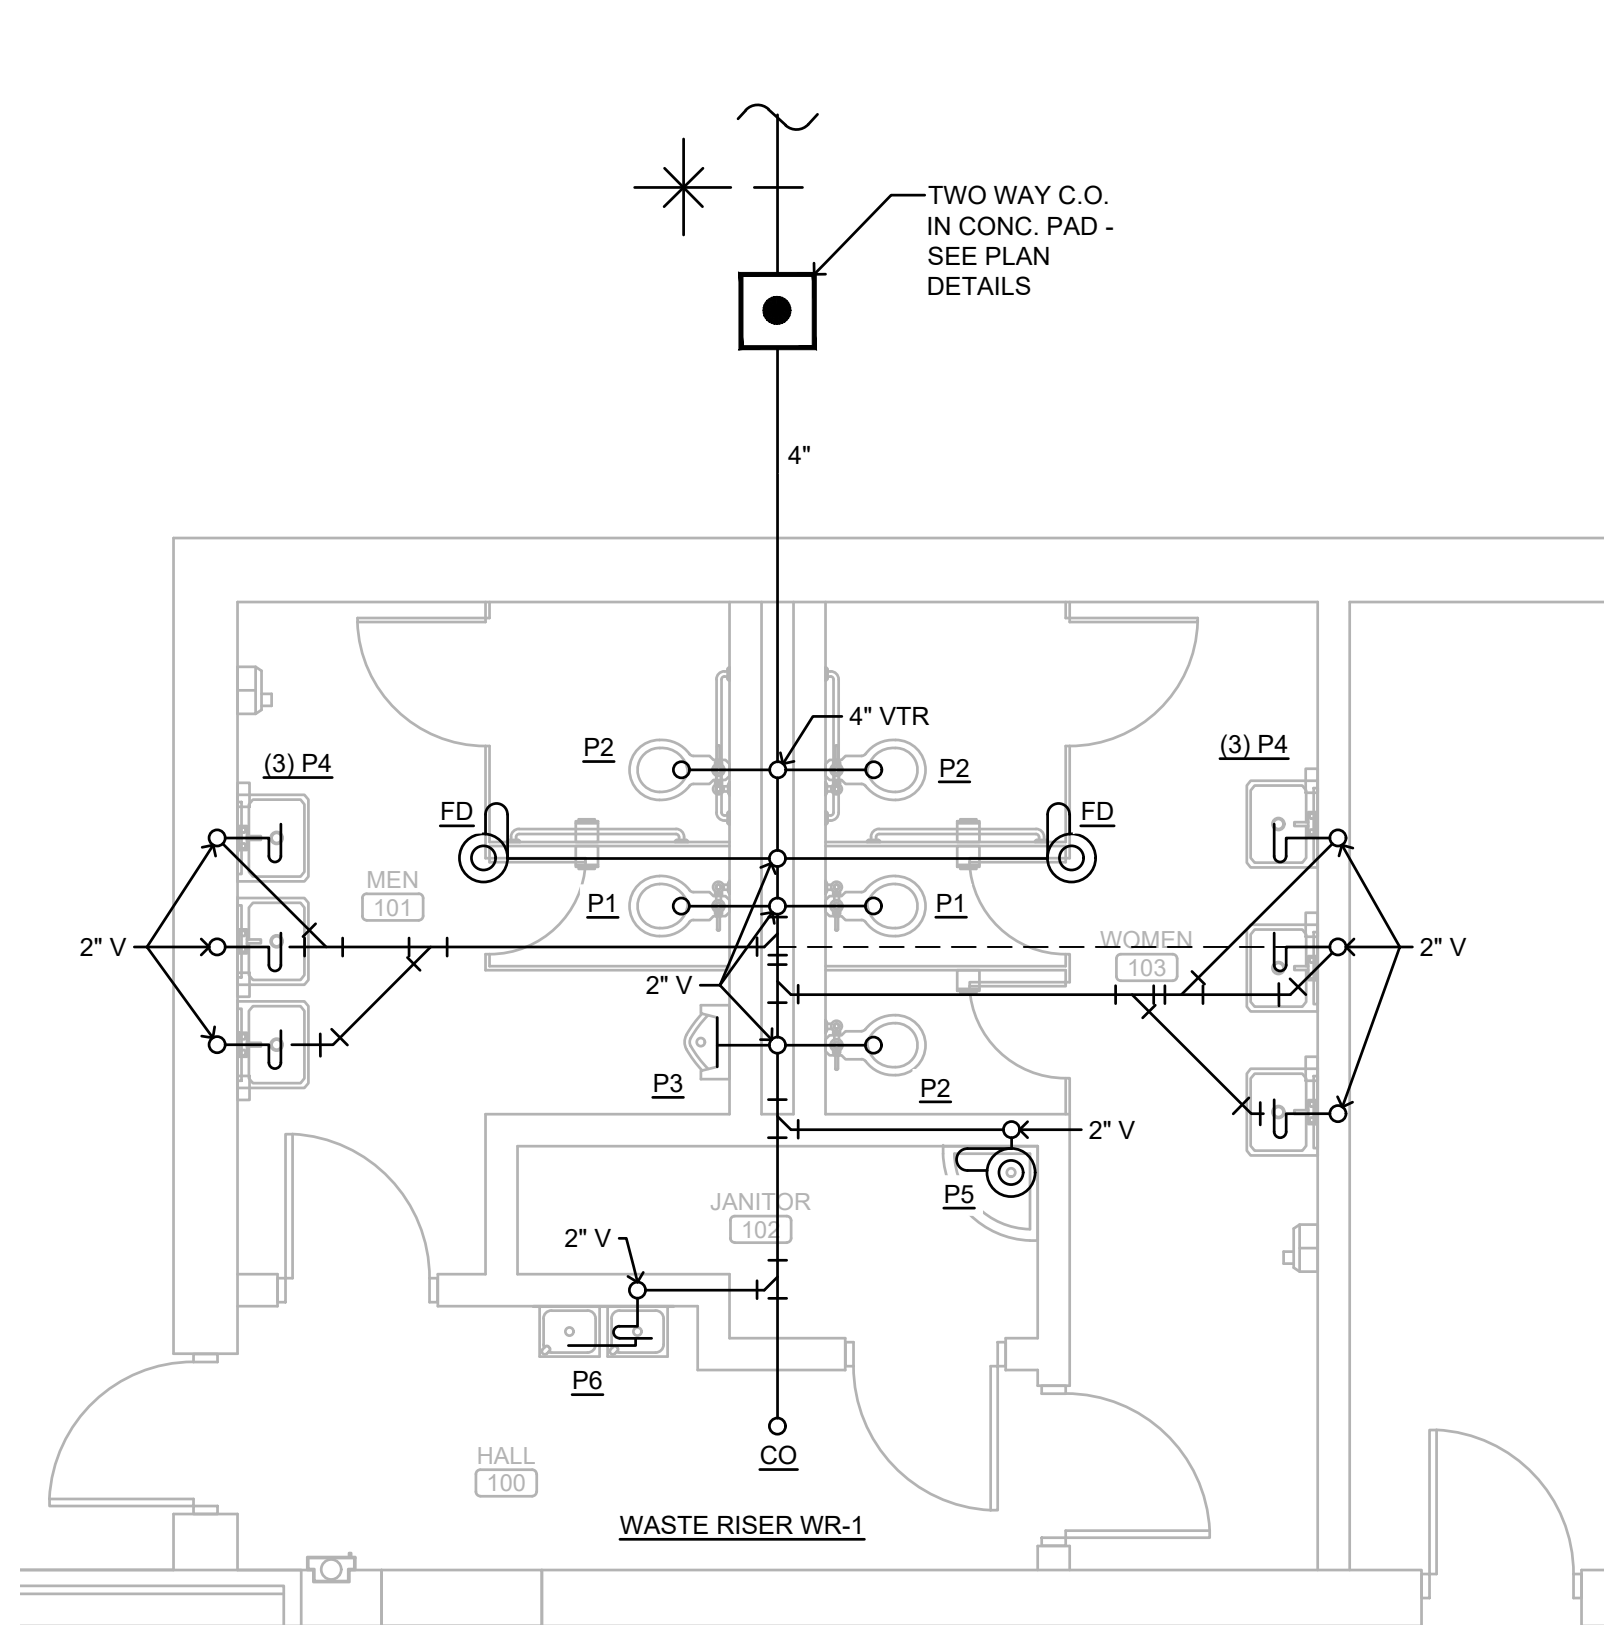 TWO WAY C.O.
IN CONC. PAD -
SEE PLAN
DETAILS
4"
4" VTR
P2
P2
(3) P4
(3) P4
FD
FD
MEN
101
P1
P1
2" V
WOMEN
103
2" V
2" V
P3
P2
2" V
P5
JANITOR
102
2" V
P6
HALL
100
CO
WASTE RISER WR-1